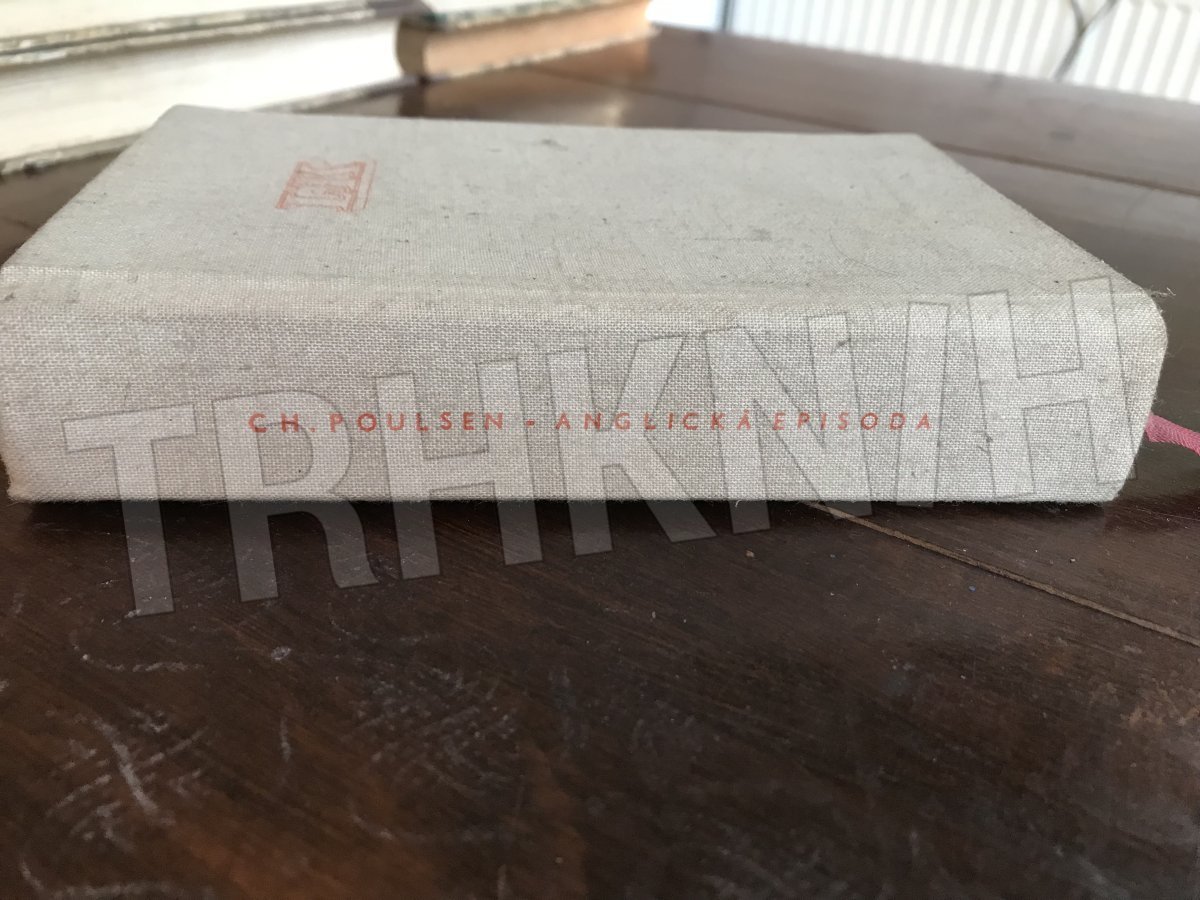 CH. POULSEN - ANGLICKÁ EPISODA
TRHKNIH